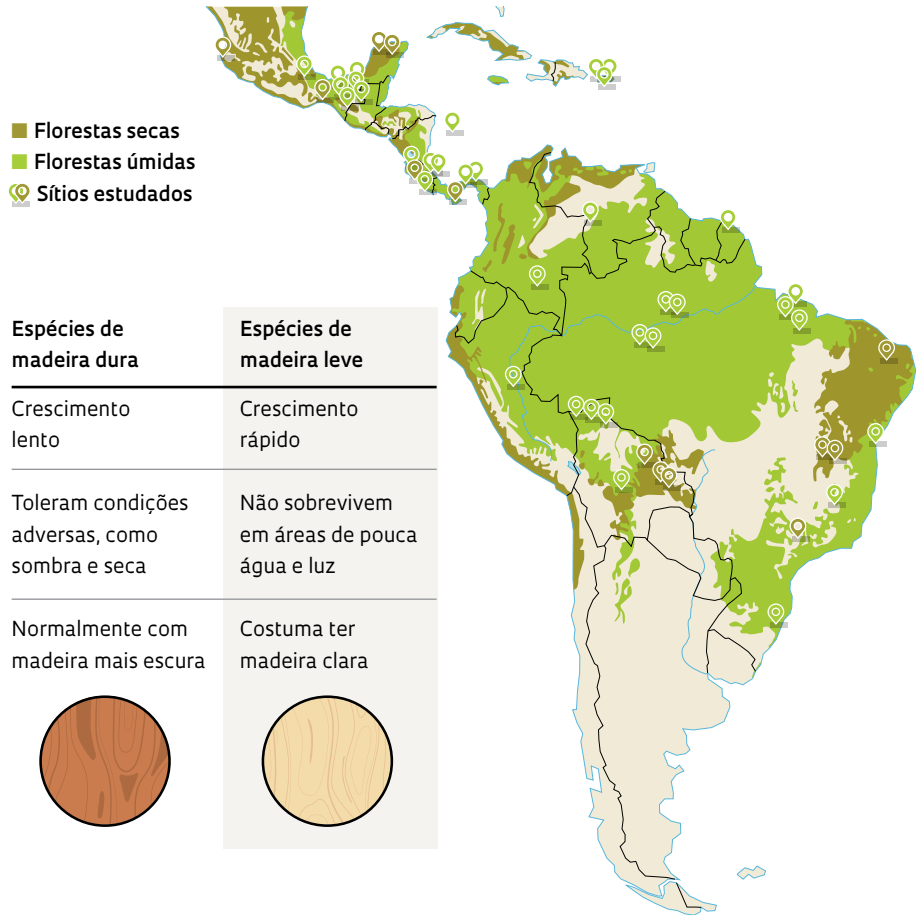 Florestas secas
Florestas úmidas
Sítios estudados
Espécies de
madeira dura
Espécies de
madeira leve
Crescimento
lento
Crescimento
rápido
Toleram condições
adversas, como
sombra e seca
Não sobrevivem
em áreas de pouca
água e luz
Normalmente com
madeira mais escura
Costuma ter
madeira clara